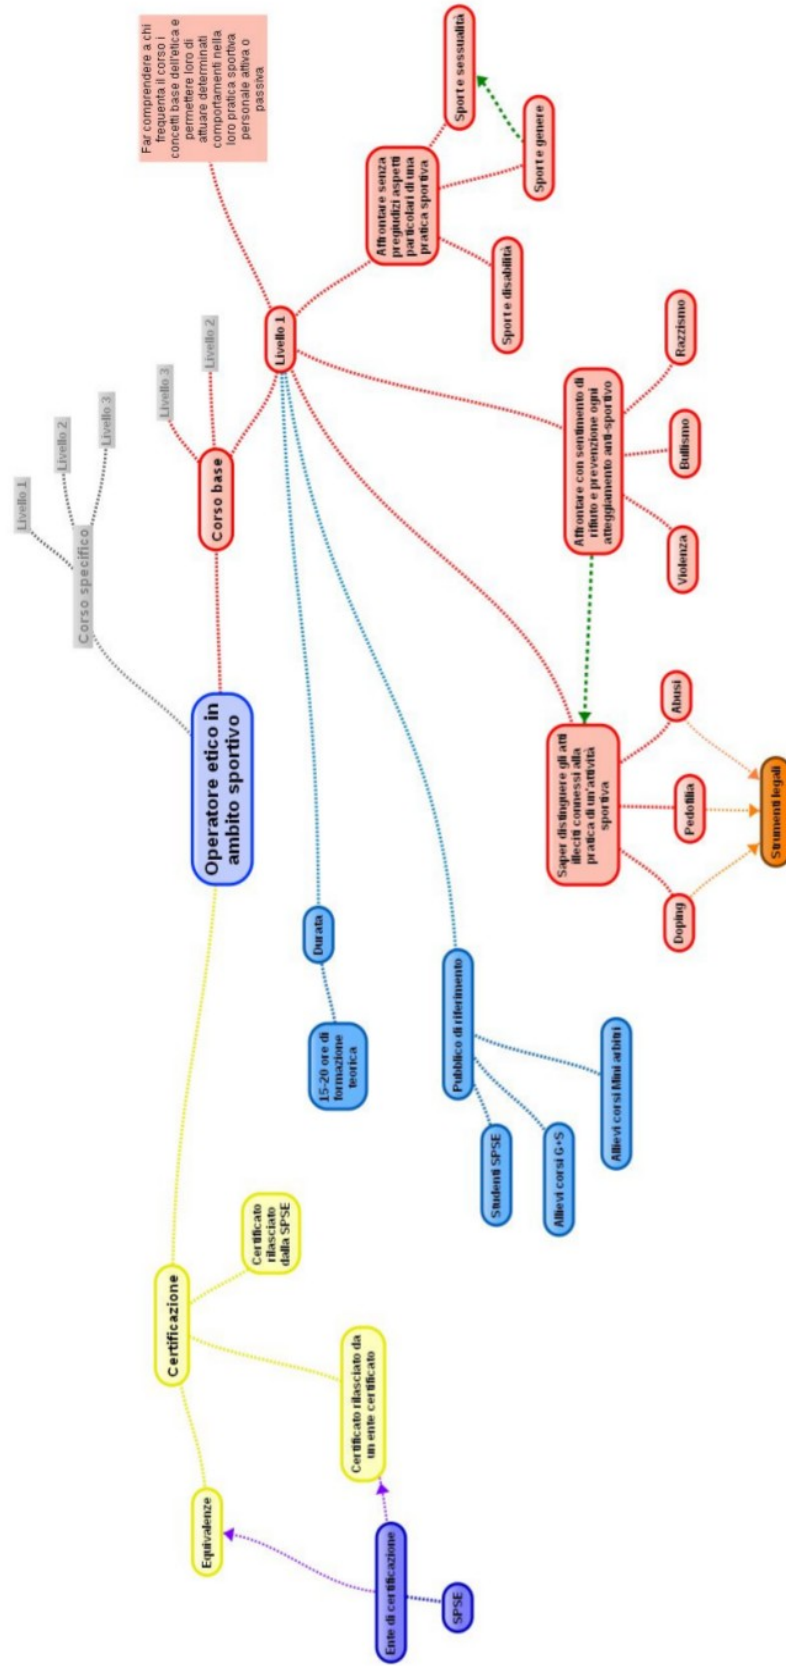 Livello 1
Livello 2
Livello 3
Corso specifico
Livello 3
Livello 2
Corso base
Operatore etico in
ambito sportivo
Far comprendere a chi
frequenta il corso i
concetti base dell'etica e
permettere loro di
attuare determinati
comportamenti nella
loro pratica sportiva
personale attiva o
passiva
Livello 1
Affrontare senza
pregiudizi aspetti
particolari di una
pratica sportiva
Sport e sessualità
Sport e genere
Sport e disabilità
Affrontare con sentimento di
rifiuto e prevenzione ogni
atteggiamento anti-sportivo
Razzismo
Bullismo
Violenza
Saper distinguere gli atti
illeciti connessi alla
pratica di un'attività
sportiva
Abusi
Pedofilia
Doping
Strumenti legali
Durata
15-20 ore di
formazione
teorica
Pubblico di riferimento
Studenti SPSE
Allievi corsi G+S
Allievi corsi Mini arbitri
Certificazione
Certificato
rilasciato
dalla SPSE
Certificato rilasciato da
un ente certificato
Equivalenze
Ente di certificazione
SPSE